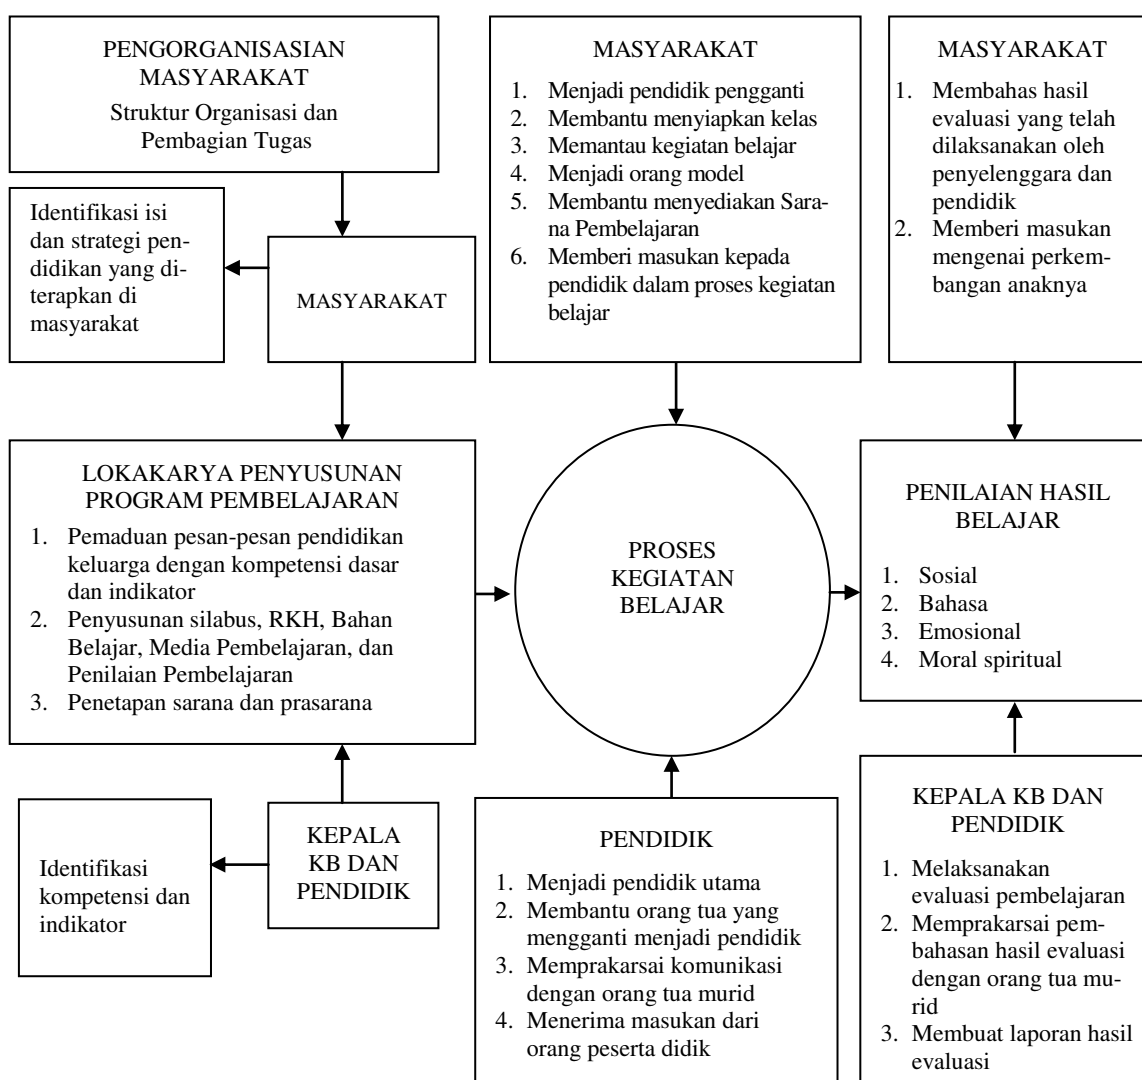 PENGORGANISASIAN
MASYARAKAT
Struktur Organisasi dan
Pembagian Tugas
Identifikasi isi
dan strategi pen-
didikan yang di-
terapkan di
masyarakat
MASYARAKAT
MASYARAKAT
1. Menjadi pendidik pengganti
2. Membantu menyiapkan kelas
3. Memantau kegiatan belajar
4. Menjadi orang model
5. Membantu menyediakan Sara-
na Pembelajaran
6. Memberi masukan kepada
pendidik dalam proses kegiatan
belajar
MASYARAKAT
1. Membahas hasil
evaluasi yang telah
dilaksanakan oleh
penyelenggara dan
pendidik
2. Memberi masukan
mengenai perkem-
bangan anaknya
LOKAKARYA PENYUSUNAN
PROGRAM PEMBELAJARAN
1. Pemaduan pesan-pesan pendidikan
keluarga dengan kompetensi dasar
dan indikator
2. Penyusunan silabus, RKH, Bahan
Belajar, Media Pembelajaran, dan
Penilaian Pembelajaran
3. Penetapan sarana dan prasarana
PROSES
KEGIATAN
BELAJAR
PENILAIAN HASIL
BELAJAR
1. Sosial
2. Bahasa
3. Emosional
4. Moral spiritual
Identifikasi
kompetensi dan
indikator
KEPALA
KB DAN
PENDIDIK
PENDIDIK
1. Menjadi pendidik utama
2. Membantu orang tua yang
mengganti menjadi pendidik
3. Memprakarsai komunikasi
dengan orang tua murid
4. Menerima masukan dari
orang peserta didik
KEPALA KB DAN
PENDIDIK
1. Melaksanakan
evaluasi pembelajaran
2. Memprakarsai pem-
bahasan hasil evaluasi
dengan orang tua mu-
rid
3. Membuat laporan hasil
evaluasi